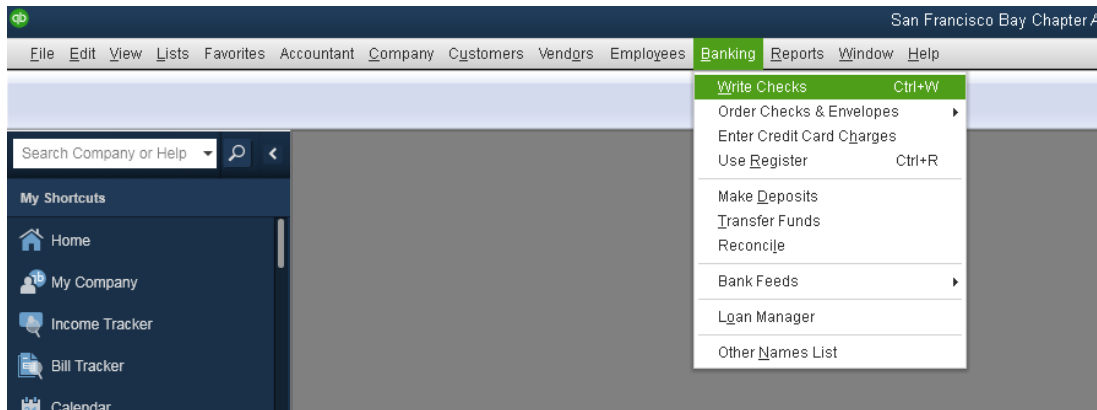 qb
San Francisco Bay Chapter A
File Edit View Lists Favorites Accountant Company Customers Vendors Employees Banking Reports Window Help
Write Checks Ctrl+W
Order Checks & Envelopes
Enter Credit Card Charges
Use Register Ctrl+R
Make Deposits
Transfer Funds
Reconcile
Bank Feeds
Loan Manager
Other Names List
Search Company or Help
My Shortcuts
Home
My Company
Income Tracker
Bill Tracker
Calendar